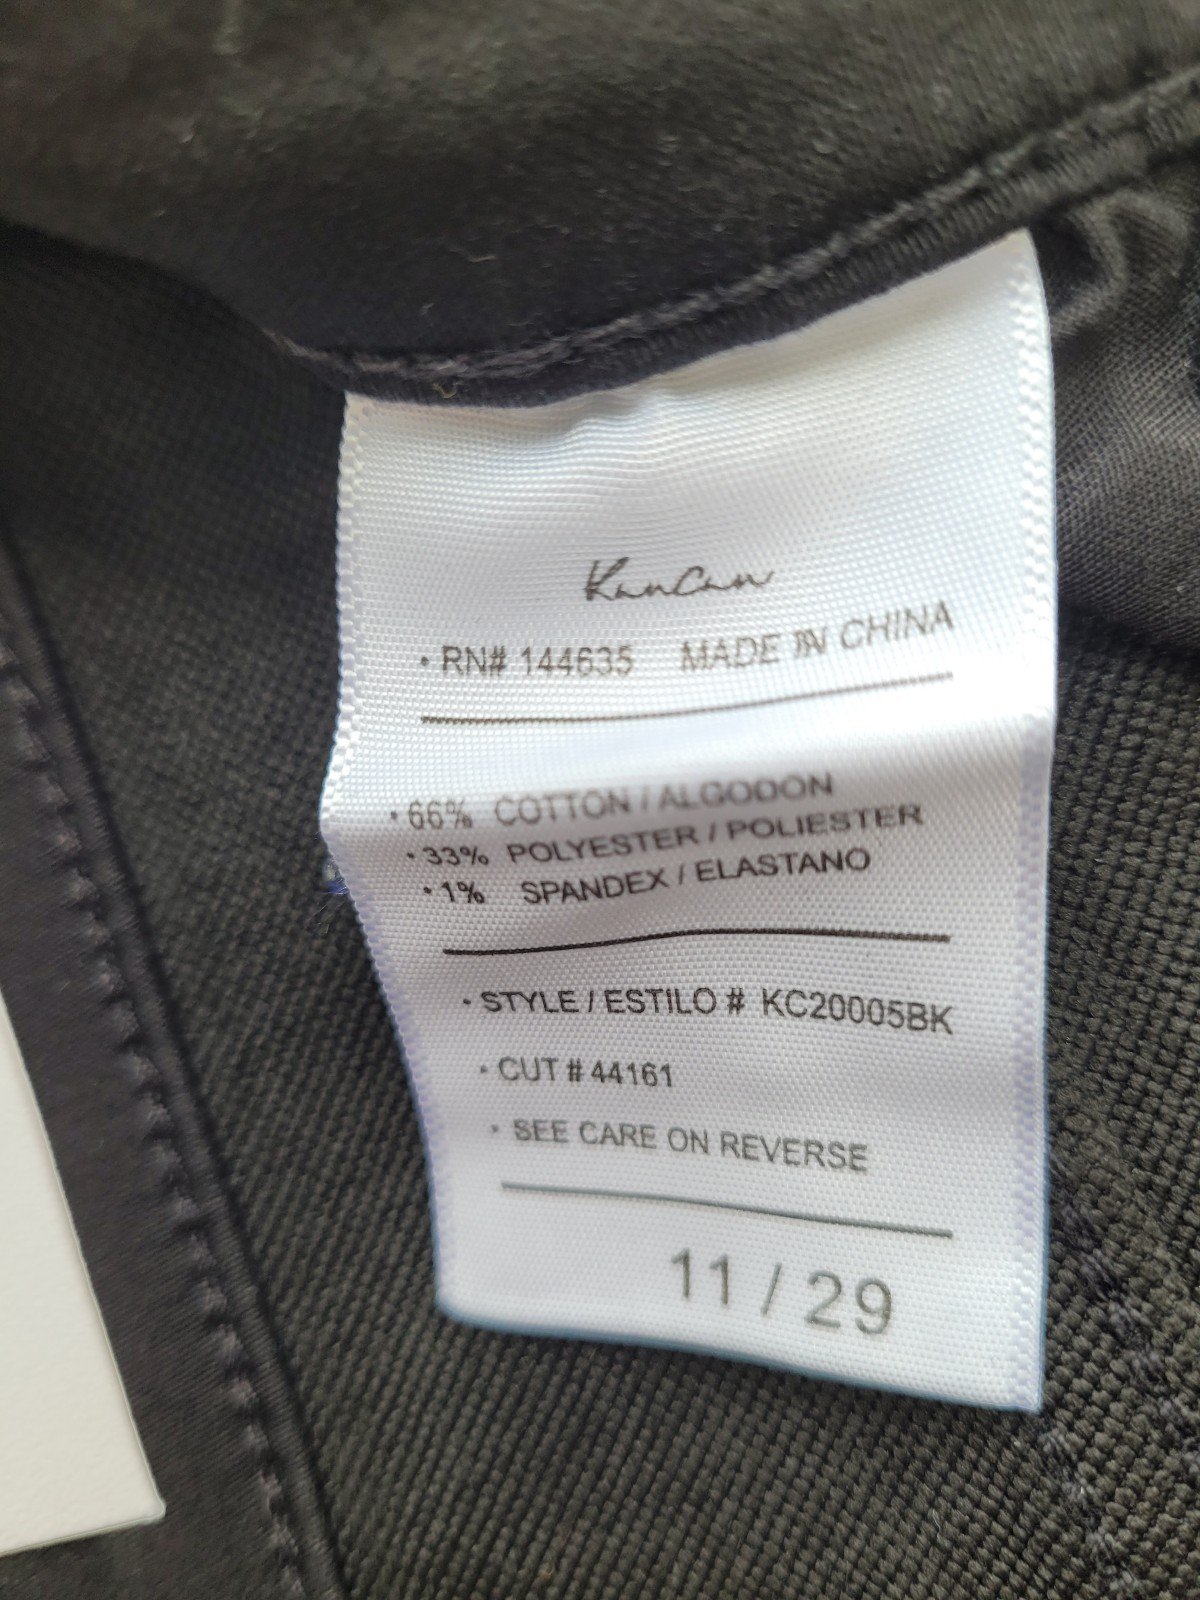 KanCan
• RN# 144635 MADE IN CHINA
• 66% COTTON / ALGODON
• 33% POLYESTER / POLIESTER
• 1% SPANDEX / ELASTANO
• STYLE / ESTILO # KC20005BK
• CUT # 44161
• SEE CARE ON REVERSE
11 / 29